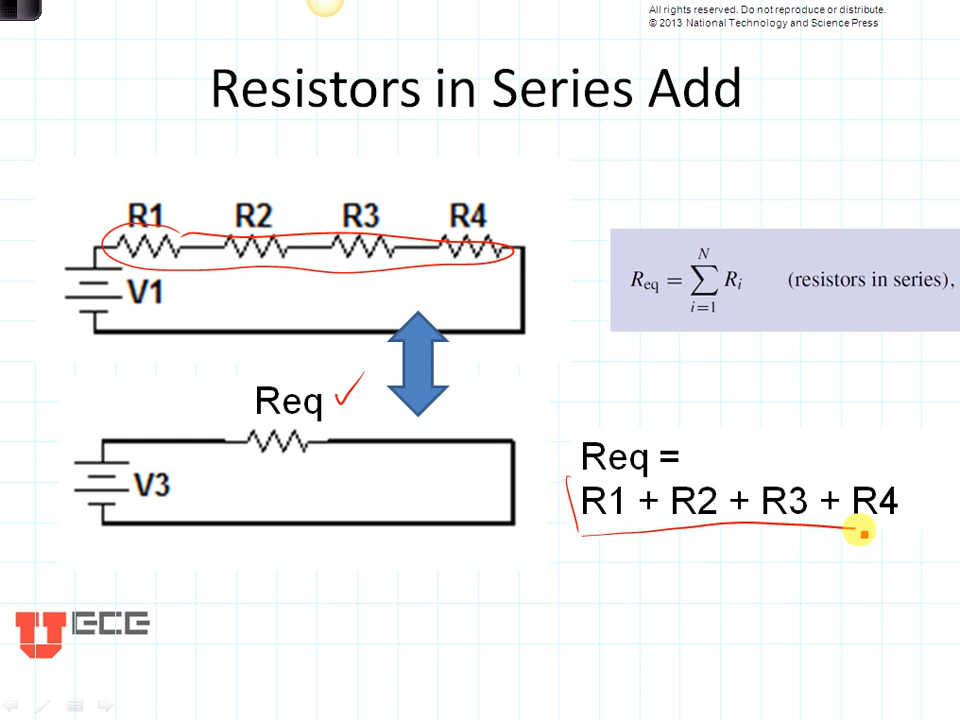 All rights reserved. Do not reproduce or distribute.
© 2013 National Technology and Science Press
Resistors in Series Add
R1 R2 R3 R4
V1
Req = N∑i=1 Ri (resistors in series),
Req ✓
V3
Req =
R1 + R2 + R3 + R4
U ECE